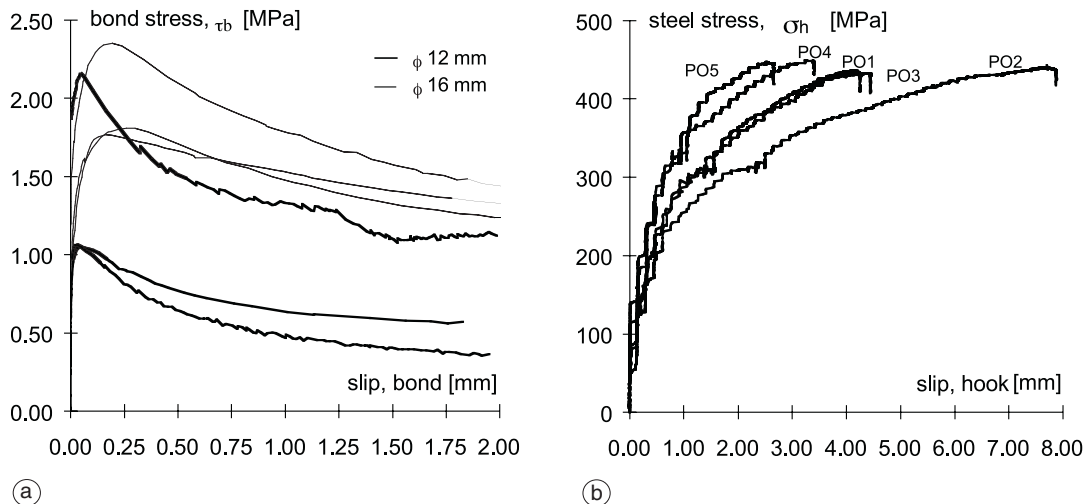 bond stress, τb [MPa]
2.50
2.00
1.50
1.00
0.50
0.00
ϕ 12 mm
ϕ 16 mm
slip, bond [mm]
0.00 0.25 0.50 0.75 1.00 1.25 1.50 1.75 2.00
a
steel stress, σh [MPa]
500
400
300
200
100
0
PO5 PO4 PO1 PO3 PO2
slip, hook [mm]
0.00 1.00 2.00 3.00 4.00 5.00 6.00 7.00 8.00
b